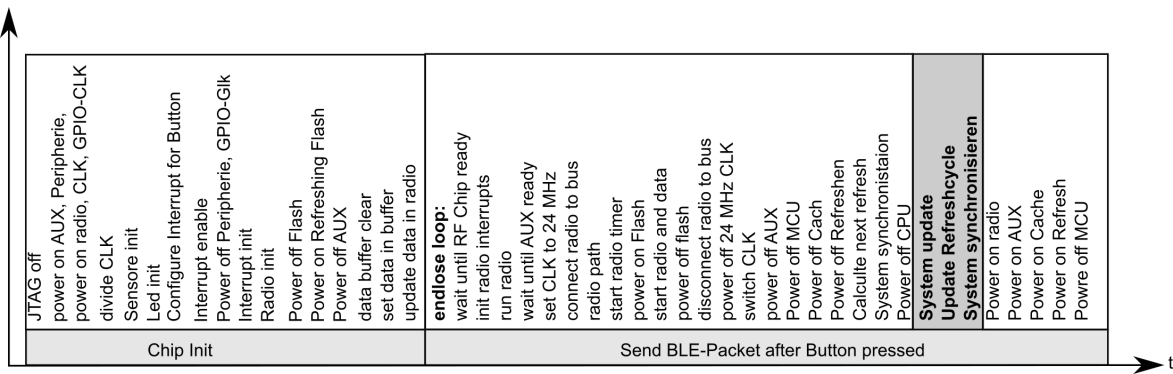 JTAG off
power on AUX, Peripherie,
power on radio, CLK, GPIO-CLK
divide CLK
Sensore init
Led init
Configure Interrupt for Button
Interrupt enable
Power off Peripherie, GPIO-Glk
Interrupt init
Radio init
Power off Flash
Power on Refreshing Flash
Power off AUX
data buffer clear
set data in buffer
update data in radio
Chip Init
endlose loop:
wait until RF Chip ready
init radio interrupts
run radio
wait until AUX ready
set CLK to 24 MHz
connect radio to bus
radio path
start radio timer
power on Flash
start radio and data
power off flash
disconnect radio to bus
power off 24 MHz CLK
switch CLK
power off AUX
Power off MCU
Power off Cach
Power off Refreshen
Calculte next refresh
System synchronistaion
Power off CPU
System update
Update Refreshcycle
System synchronisieren
Power on radio
Power on AUX
Power on Cache
Power on Refresh
Powre off MCU
Send BLE-Packet after Button pressed
t